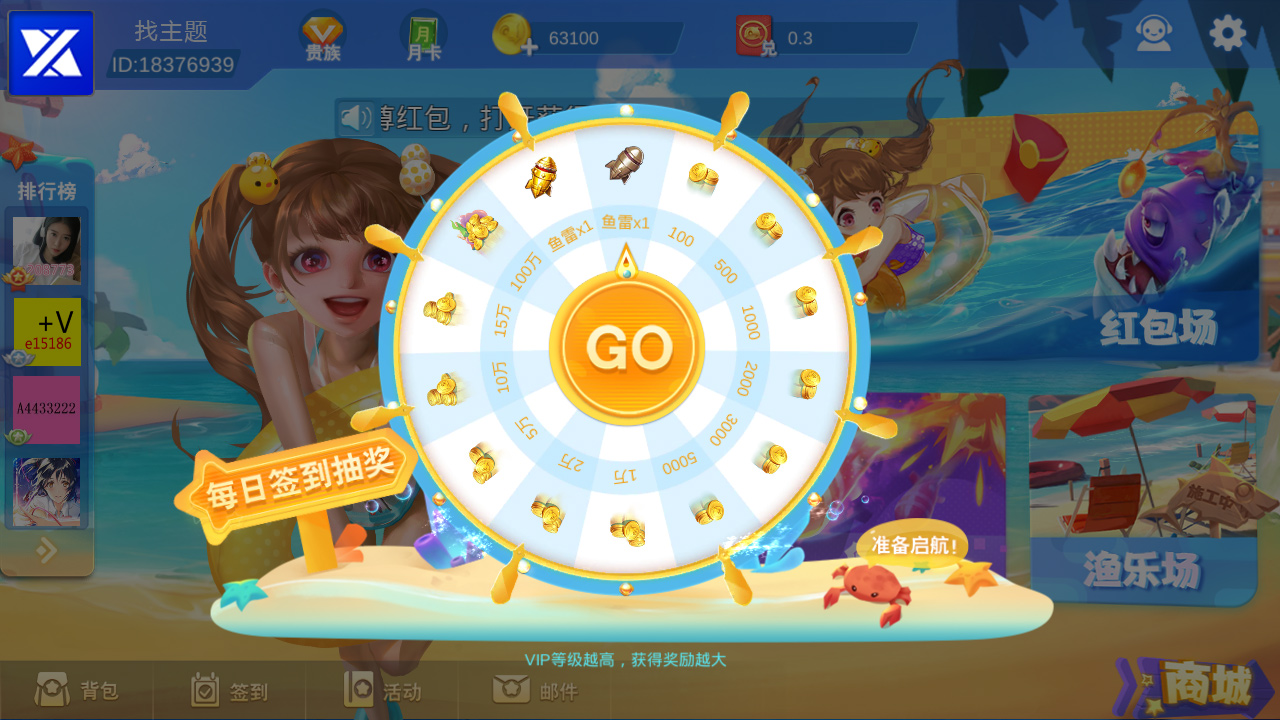 找主题
ID:18376939
贵族
月
月卡
63100
兑
0.3
享红包，打
排行榜
+V
e15186
A4433222
鱼雷x1
鱼雷x1
100
500
1000
2000
3000
5000
1万
2万
5万
10万
15万
100万
GO
每日签到抽奖
准备启航!
红包场
施工中
渔乐场
VIP等级越高，获得奖励越大
背包
签到
活动
邮件
商城